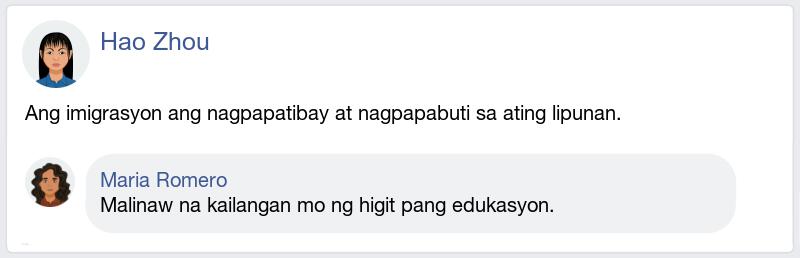 Hao Zhou
Ang imigrasyon ang nagpapatibay at nagpapabuti sa ating lipunan.
Maria Romero
Malinaw na kailangan mo ng higit pang edukasyon.